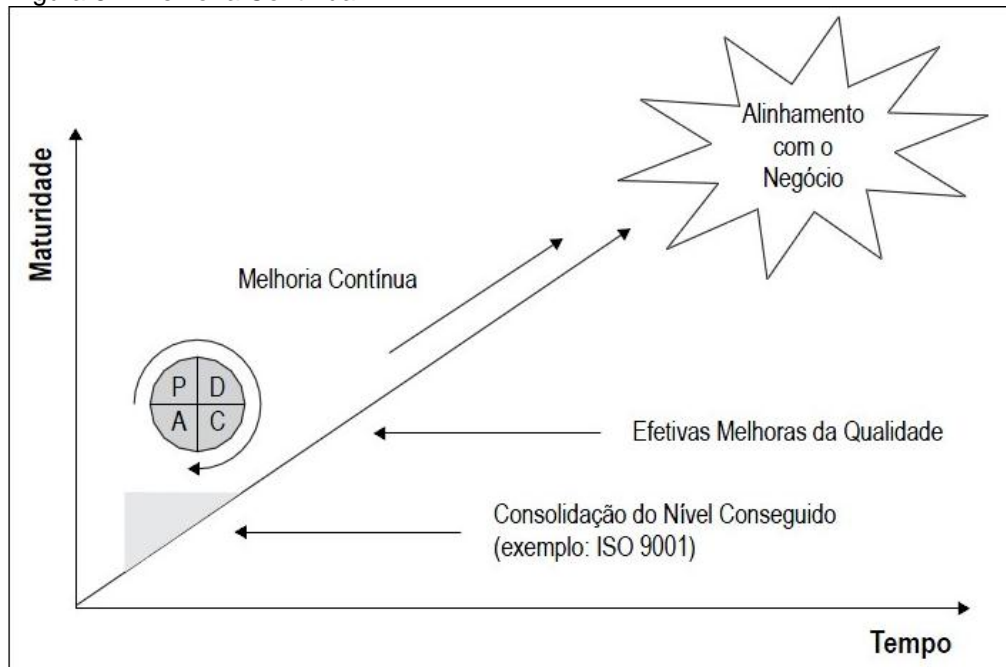 Alinhamento
com o
Negócio
Maturidade
Melhoria Contínua
P D
A C
Efetivas Melhoras da Qualidade
Consolidação do Nível Conseguido
(exemplo: ISO 9001)
Tempo